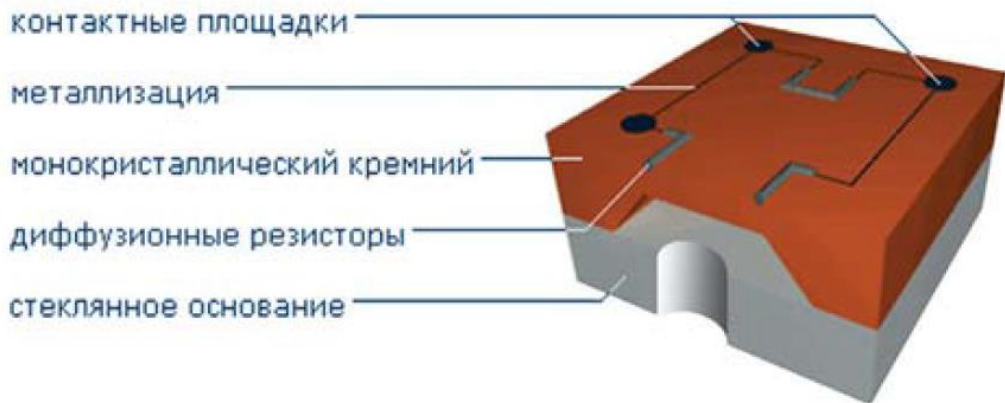 контактные площадки
металлизация
монокристаллический кремний
диффузионные резисторы
стеклянное основание